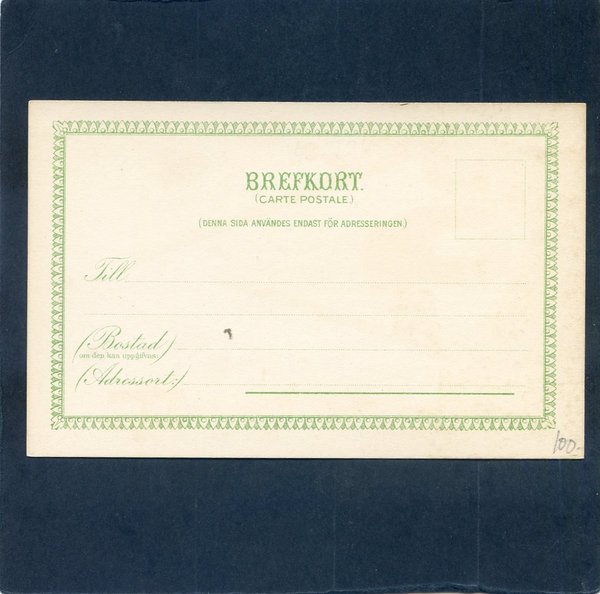 BREFKORT.
(CARTE POSTALE.)
(DENNA SIDA ANVÄNDES ENDAST FÖR ADRESSERINGEN.)
Till
(Bostad)
om den kan uppgifvas:
(Adressort:)
100.-